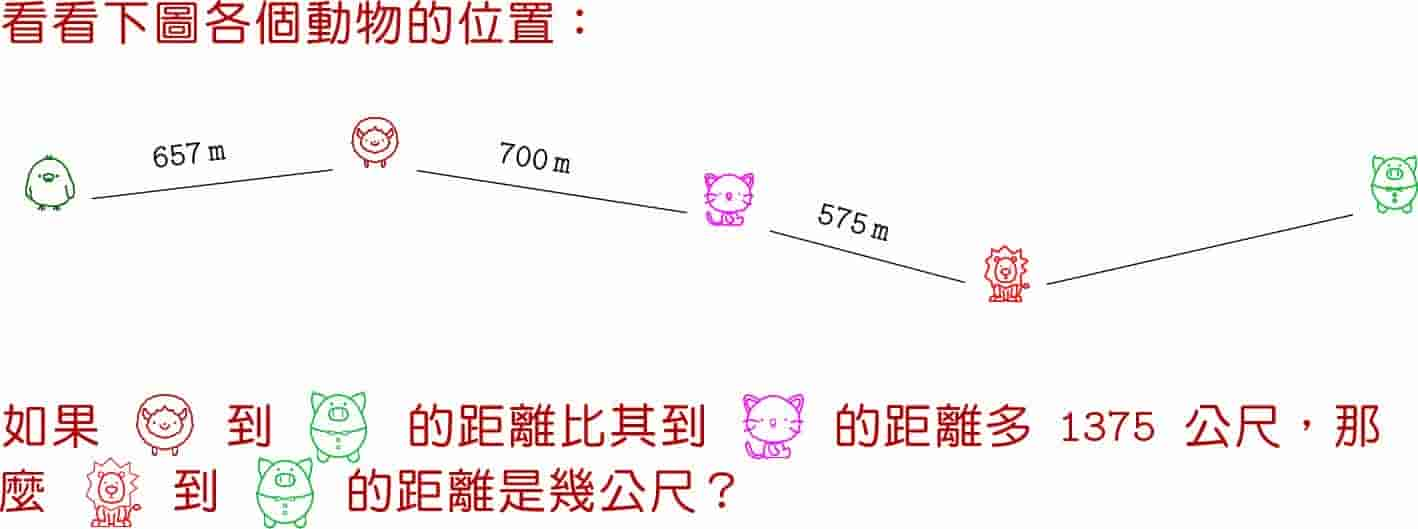 看看下圖各個動物的位置：
657 m
700 m
575 m
如果 到 的距離比其到 的距離多 1375 公尺，那
麼 到 的距離是幾公尺？